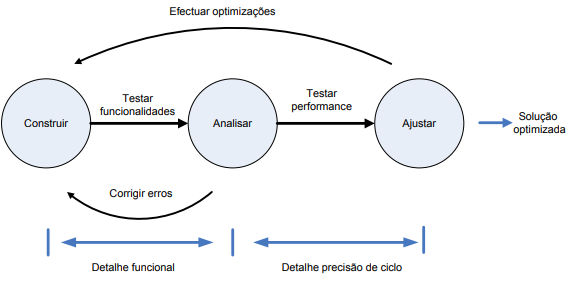 Efectuar optimizações
Testar
funcionalidades
Testar
performance
Construir
Analisar
Ajustar
Solução
optimizada
Corrigir erros
Detalhe funcional
Detalhe precisão de ciclo